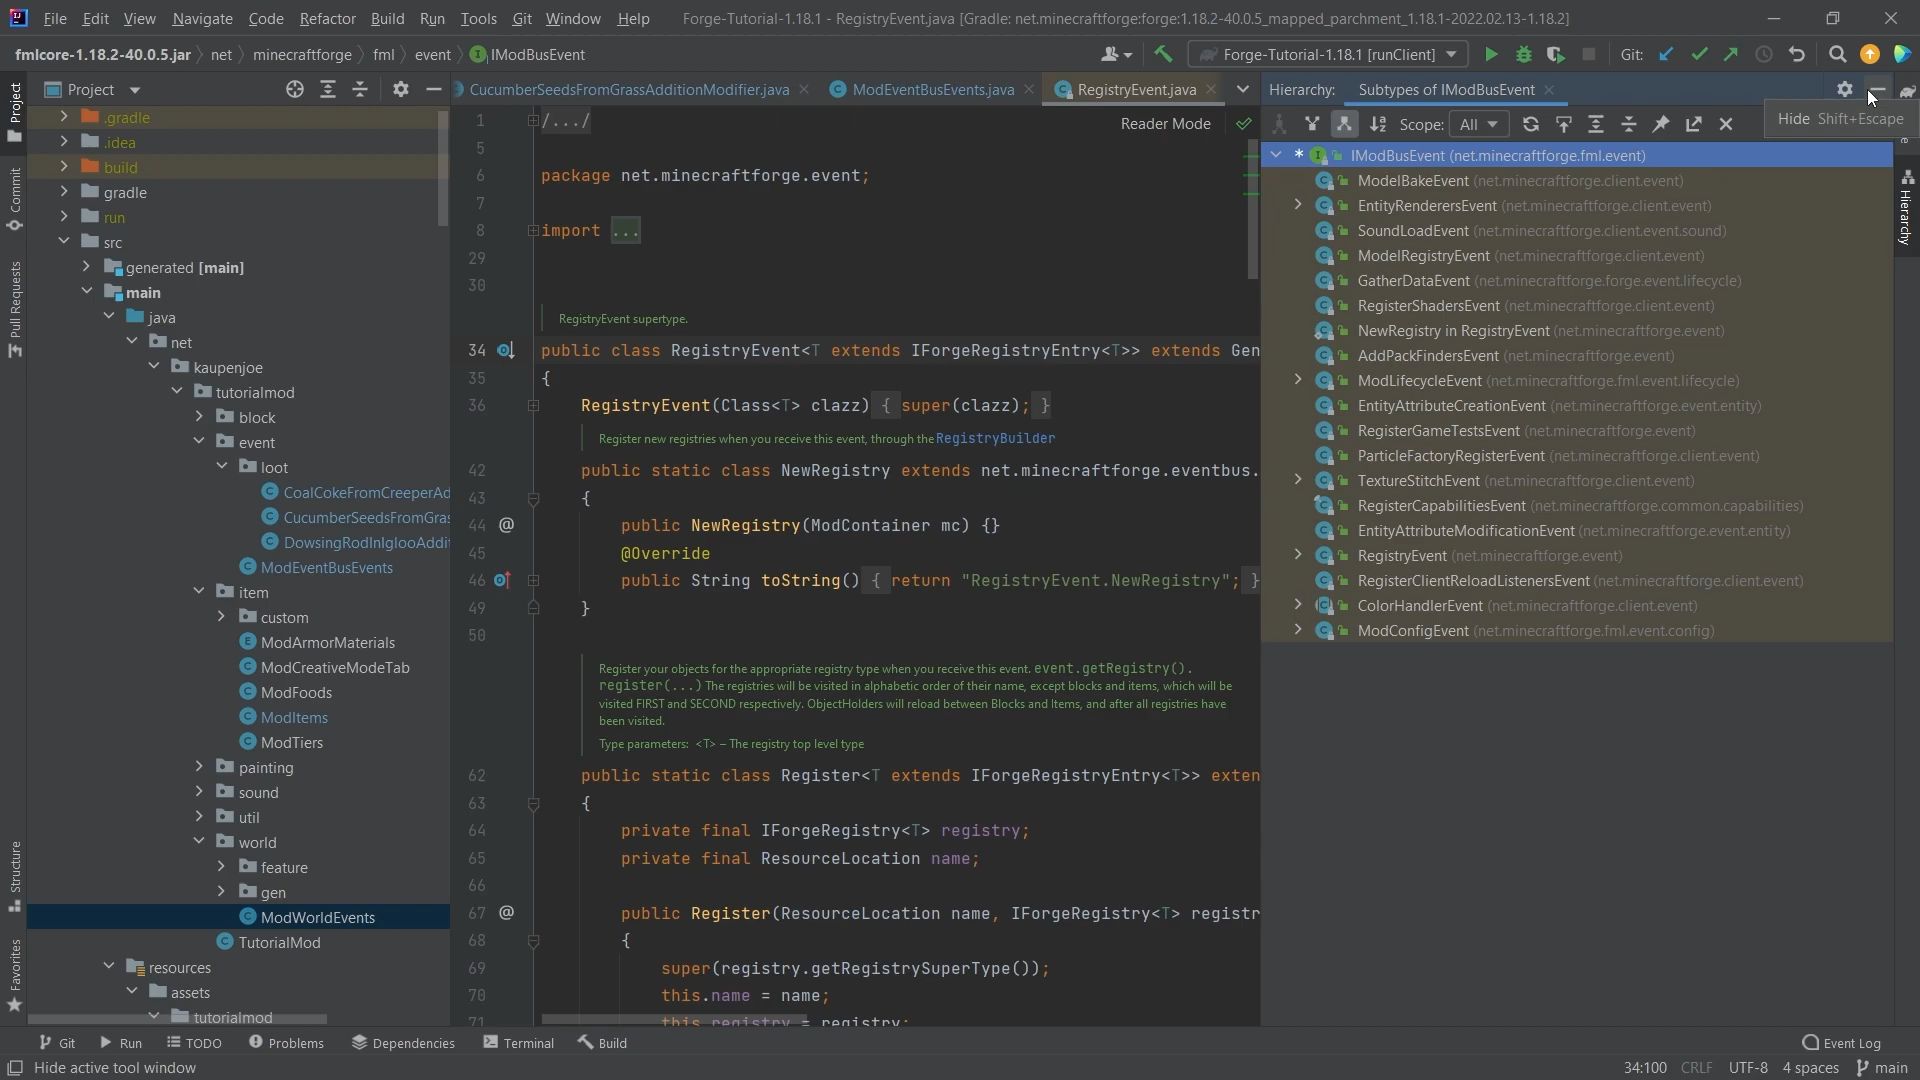 File Edit View Navigate Code Refactor Build Run Tools Git Window Help Forge-Tutorial-1.18.1 - RegistryEvent.java [Gradle: net.minecraftforge:forge:1.18.2-40.0.5_mapped_parchment_1.18.1-2022.02.13-1.18.2]
fmlcore-1.18.2-40.0.5.jar net minecraftforge fml event IModBusEvent Forge-Tutorial-1.18.1 [runClient] Git:
Project
CucumberSeedsFromGrassAdditionModifier.java ModEventBusEvents.java RegistryEvent.java
Hierarchy: Subtypes of IModBusEvent
Hide Shift+Escape
Scope: All
Project
Commit
Pull Requests
Structure
Favorites
.gradle
.idea
build
gradle
run
src
generated [main]
main
java
net
kaupenjoe
tutorialmod
block
event
loot
CoalCokeFromCreeperAd
CucumberSeedsFromGras
DowsingRodInIglooAddit
ModEventBusEvents
item
custom
ModArmorMaterials
ModCreativeModeTab
ModFoods
ModItems
ModTiers
painting
sound
util
world
feature
gen
ModWorldEvents
TutorialMod
resources
assets
tutorialmod
Reader Mode
1 /.../
5
6 package net.minecraftforge.event;
7
8 import ...
29
30
RegistryEvent supertype.
34 public class RegistryEvent<T extends IForgeRegistryEntry<T>> extends Gen
35 {
36 RegistryEvent(Class<T> clazz) { super(clazz); }
Register new registries when you receive this event, through the RegistryBuilder
42 public static class NewRegistry extends net.minecraftforge.eventbus.
43 {
44 @ public NewRegistry(ModContainer mc) {}
45 @Override
46 public String toString() { return "RegistryEvent.NewRegistry"; }
49 }
50
Register your objects for the appropriate registry type when you receive this event. event.getRegistry().
register(...) The registries will be visited in alphabetic order of their name, except blocks and items, which will be
visited FIRST and SECOND respectively. ObjectHolders will reload between Blocks and Items, and after all registries have
been visited.
Type parameters: <T> – The registry top level type
62 public static class Register<T extends IForgeRegistryEntry<T>> exten
63 {
64 private final IForgeRegistry<T> registry;
65 private final ResourceLocation name;
66
67 @ public Register(ResourceLocation name, IForgeRegistry<T> registr
68 {
69 super(registry.getRegistrySuperType());
70 this.name = name;
71 this.registry = registry;
* IModBusEvent (net.minecraftforge.fml.event)
ModelBakeEvent (net.minecraftforge.client.event)
EntityRenderersEvent (net.minecraftforge.client.event)
SoundLoadEvent (net.minecraftforge.client.event.sound)
ModelRegistryEvent (net.minecraftforge.client.event)
GatherDataEvent (net.minecraftforge.forge.event.lifecycle)
RegisterShadersEvent (net.minecraftforge.client.event)
NewRegistry in RegistryEvent (net.minecraftforge.event)
AddPackFindersEvent (net.minecraftforge.event)
ModLifecycleEvent (net.minecraftforge.fml.event.lifecycle)
EntityAttributeCreationEvent (net.minecraftforge.event.entity)
RegisterGameTestsEvent (net.minecraftforge.event)
ParticleFactoryRegisterEvent (net.minecraftforge.client.event)
TextureStitchEvent (net.minecraftforge.client.event)
RegisterCapabilitiesEvent (net.minecraftforge.common.capabilities)
EntityAttributeModificationEvent (net.minecraftforge.event.entity)
RegistryEvent (net.minecraftforge.event)
RegisterClientReloadListenersEvent (net.minecraftforge.client.event)
ColorHandlerEvent (net.minecraftforge.client.event)
ModConfigEvent (net.minecraftforge.fml.event.config)
Hierarchy
Git Run TODO Problems Dependencies Terminal Build Event Log
Hide active tool window 34:100 CRLF UTF-8 4 spaces main